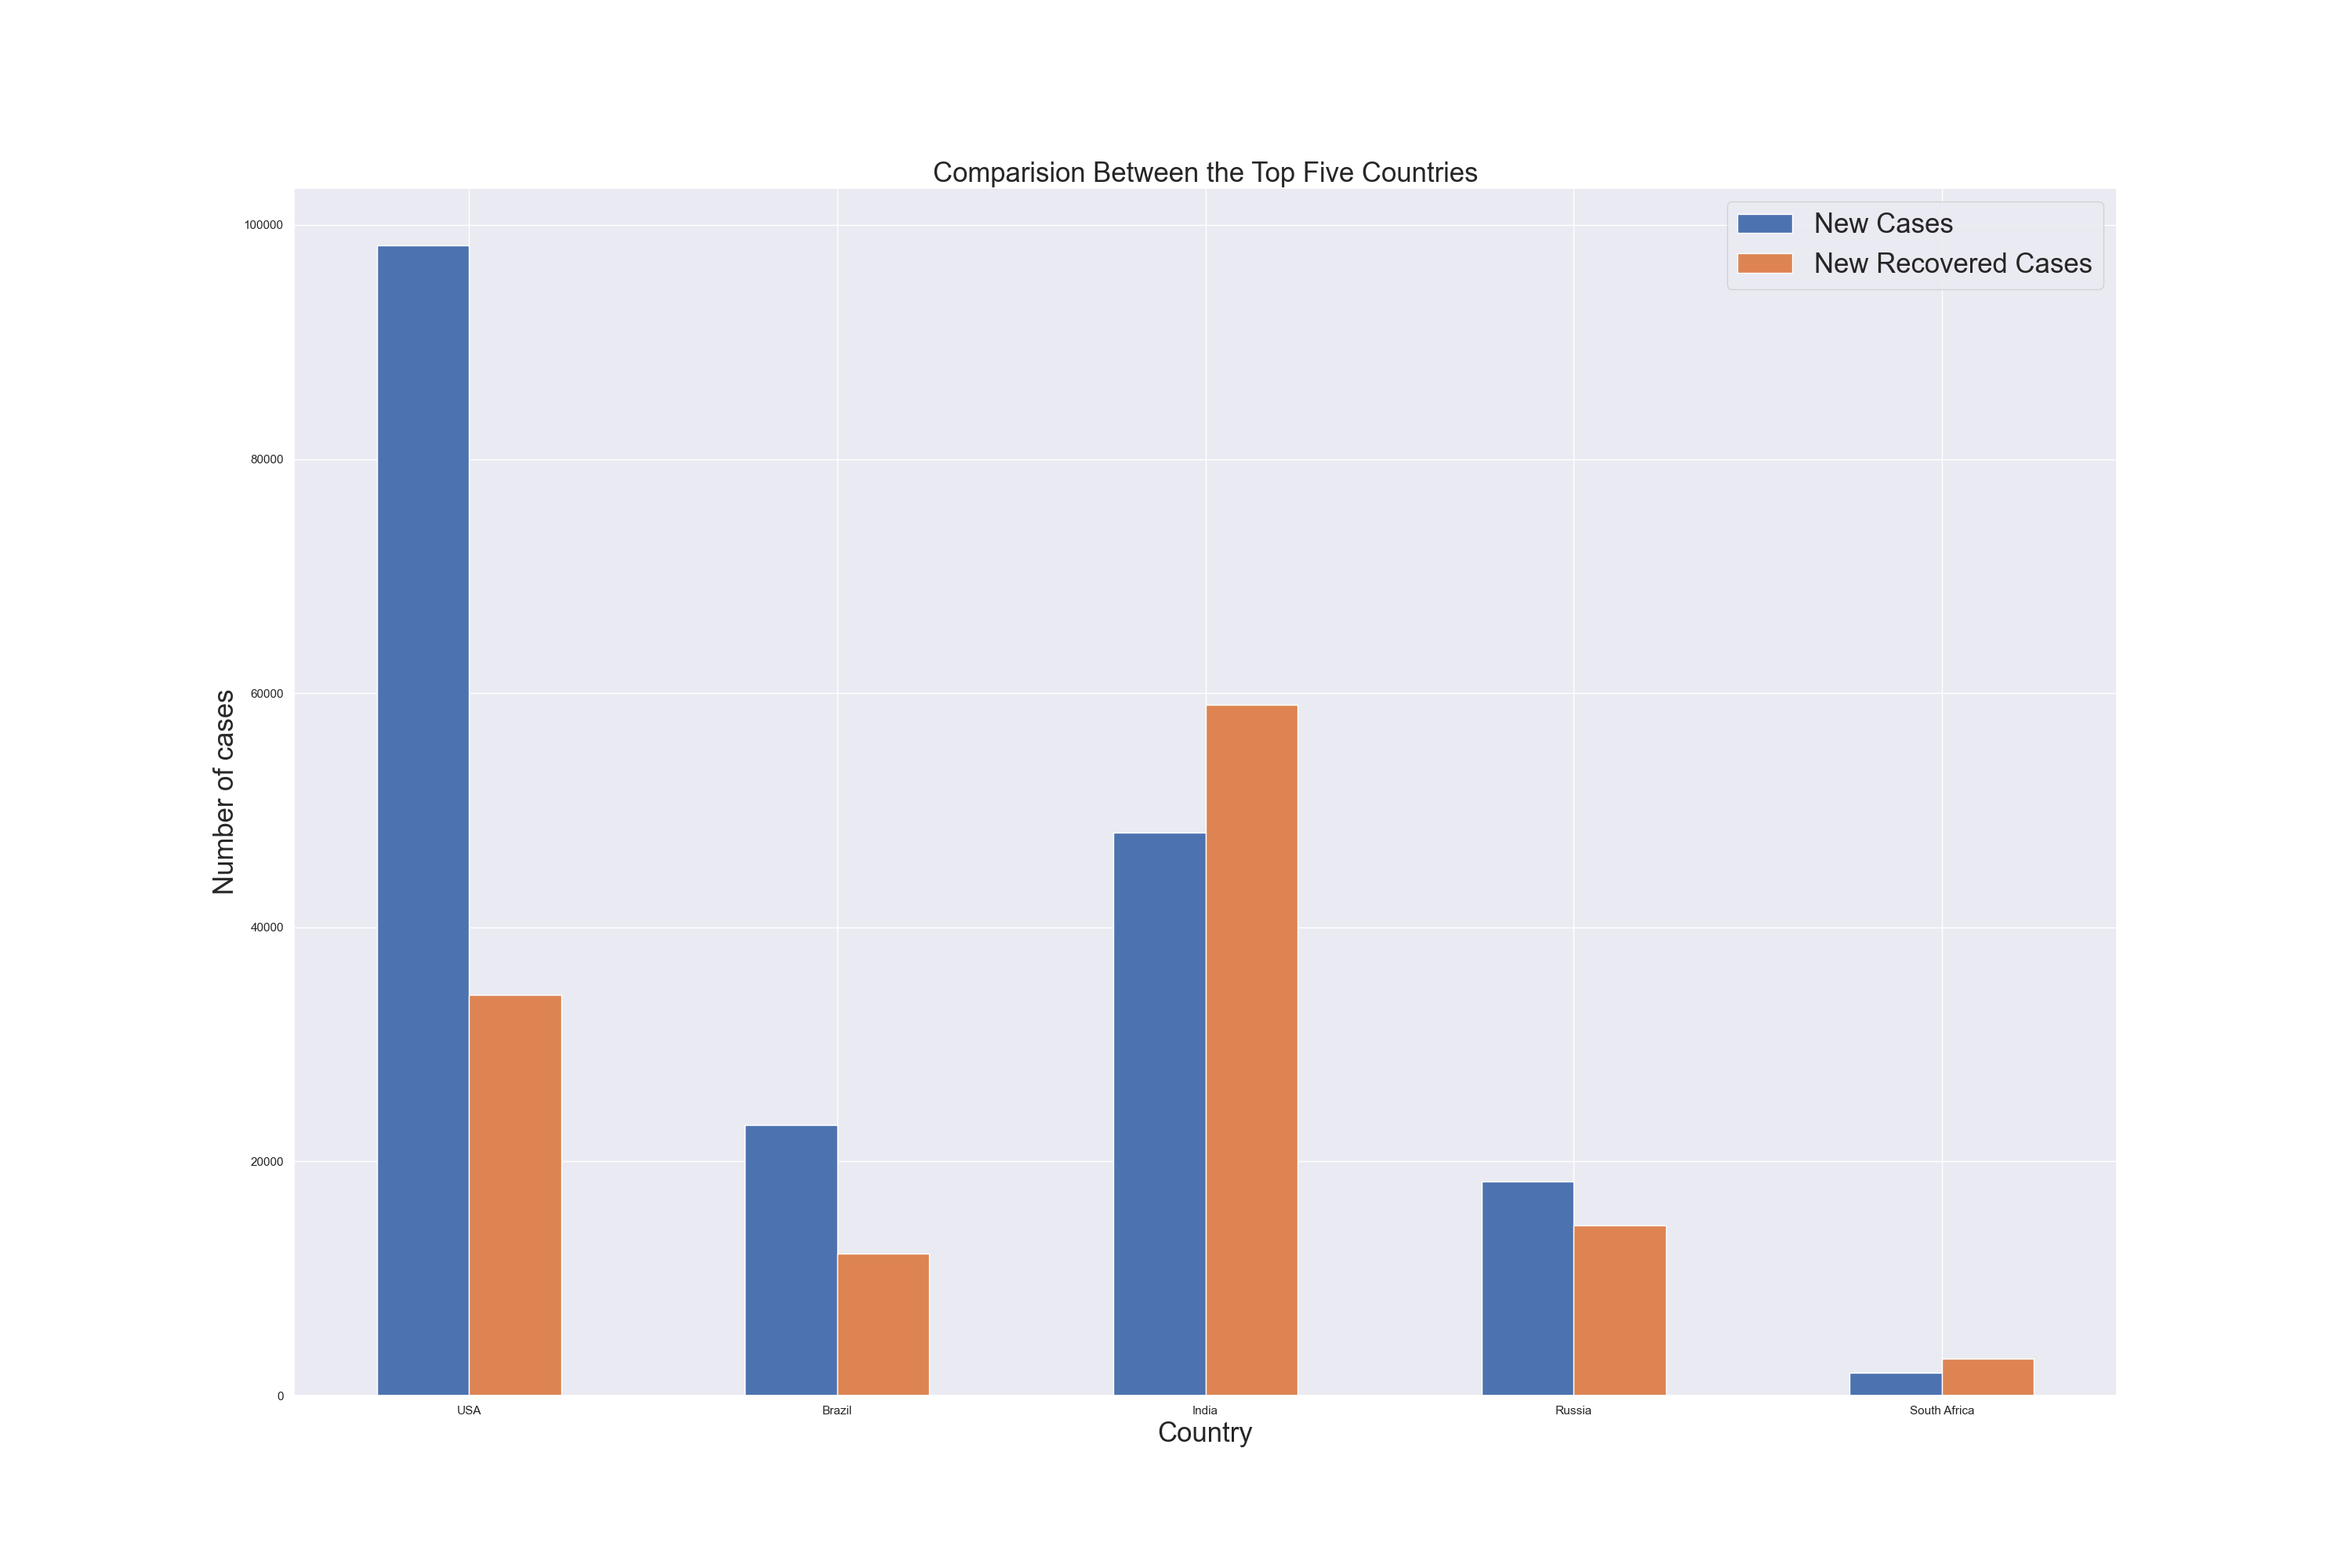 Comparision Between the Top Five Countries
New Cases
New Recovered Cases
Number of cases
100000
80000
60000
40000
20000
0
USA
Brazil
India
Russia
South Africa
Country